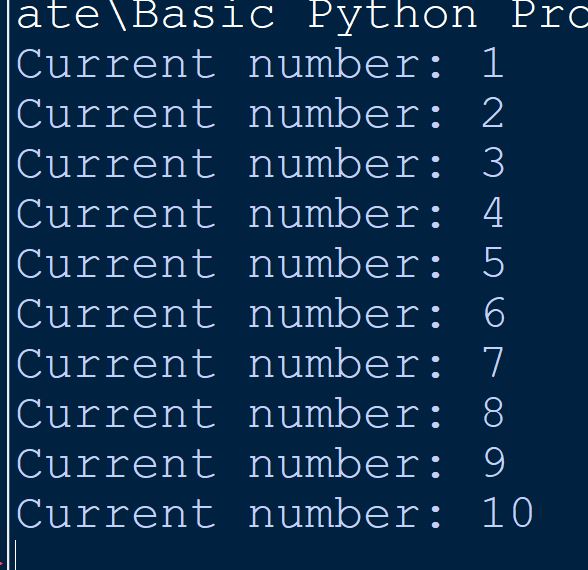 ate\Basic Python Pro
Current number: 1
Current number: 2
Current number: 3
Current number: 4
Current number: 5
Current number: 6
Current number: 7
Current number: 8
Current number: 9
Current number: 10